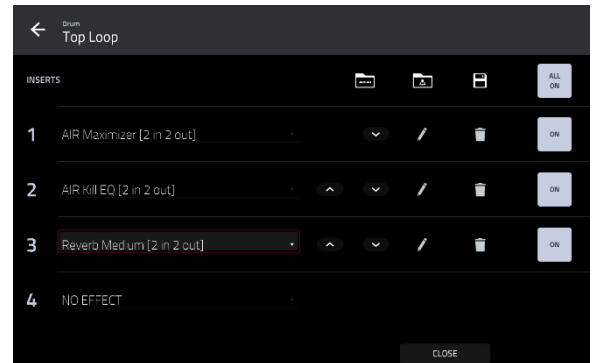 Drum
Top Loop
INSERTS
ALL ON
1 AIR Maximizer [2 in 2 out] ON
2 AIR Kill EQ [2 in 2 out] ON
3 Reverb Medium [2 in 2 out] ON
4 NO EFFECT
CLOSE